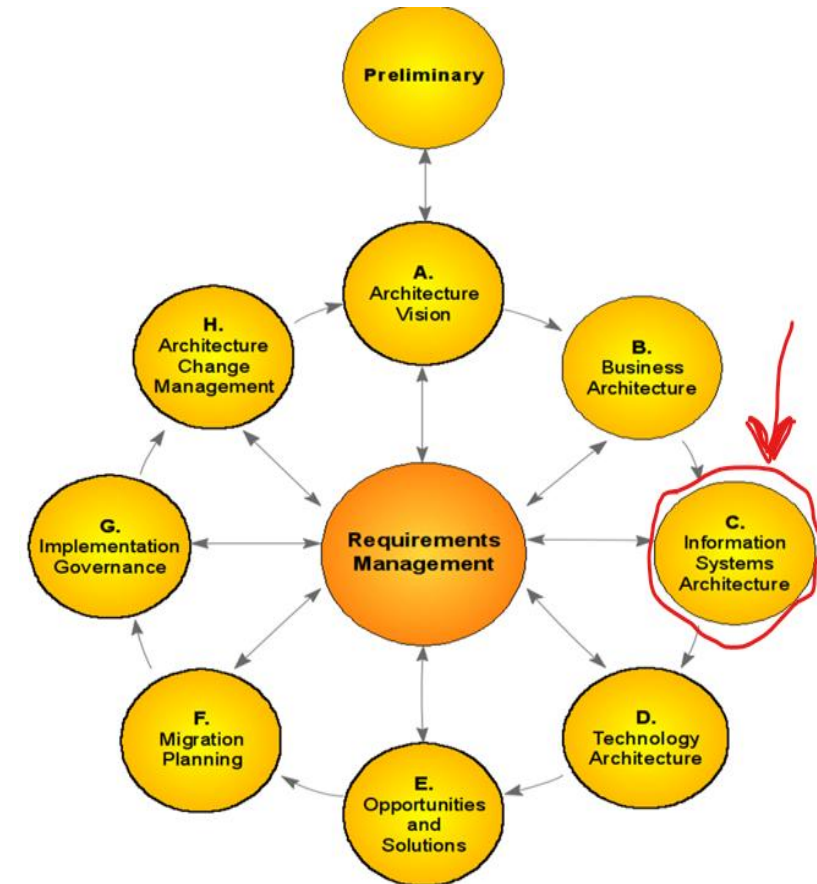 Preliminary
A.
Architecture
Vision
B.
Business
Architecture
C.
Information
Systems
Architecture
D.
Technology
Architecture
E.
Opportunities
and
Solutions
F.
Migration
Planning
G.
Implementation
Governance
H.
Architecture
Change
Management
Requirements
Management